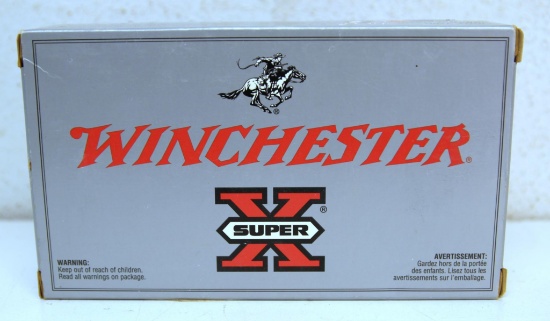 ®
WINCHESTER®
SUPER X®
WARNING:
Keep out of reach of children.
Read all warnings on package.
AVERTISSEMENT:
Gardez hors de la portée
des enfants. Lisez tous les
avertissements sur l'emballage.